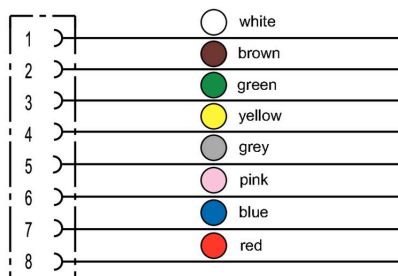 white
1
brown
2
green
3
yellow
4
grey
5
pink
6
blue
7
red
8